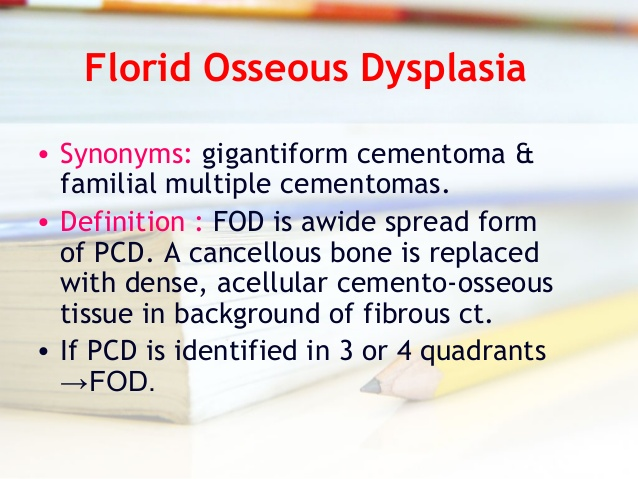 Florid Osseous Dysplasia
• Synonyms: gigantiform cementoma &
familial multiple cementomas.
• Definition : FOD is awide spread form
of PCD. A cancellous bone is replaced
with dense, acellular cemento-osseous
tissue in background of fibrous ct.
• If PCD is identified in 3 or 4 quadrants
→FOD.